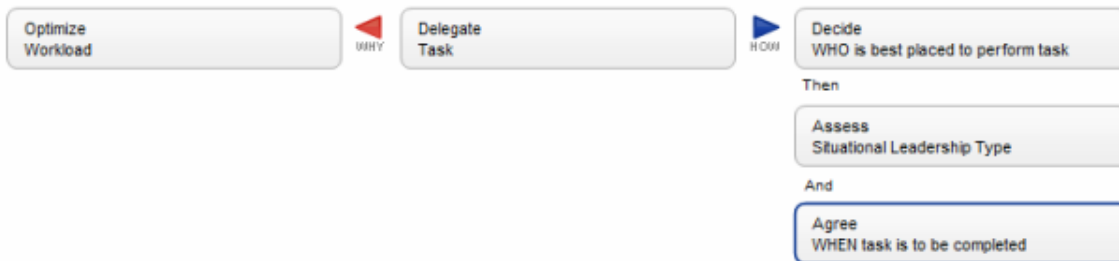 Optimize
Workload
WHY
Delegate
Task
HOW
Decide
WHO is best placed to perform task
Then
Assess
Situational Leadership Type
And
Agree
WHEN task is to be completed